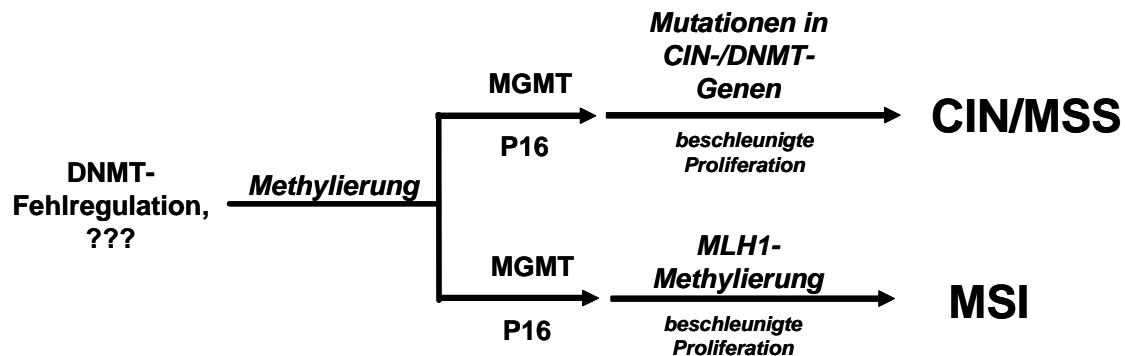 DNMT-
Fehlregulation,
???
Methylierung
MGMT
P16
Mutationen in
CIN-/DNMT-
Genen
beschleunigte
Proliferation
CIN/MSS
MGMT
P16
MLH1-
Methylierung
beschleunigte
Proliferation
MSI